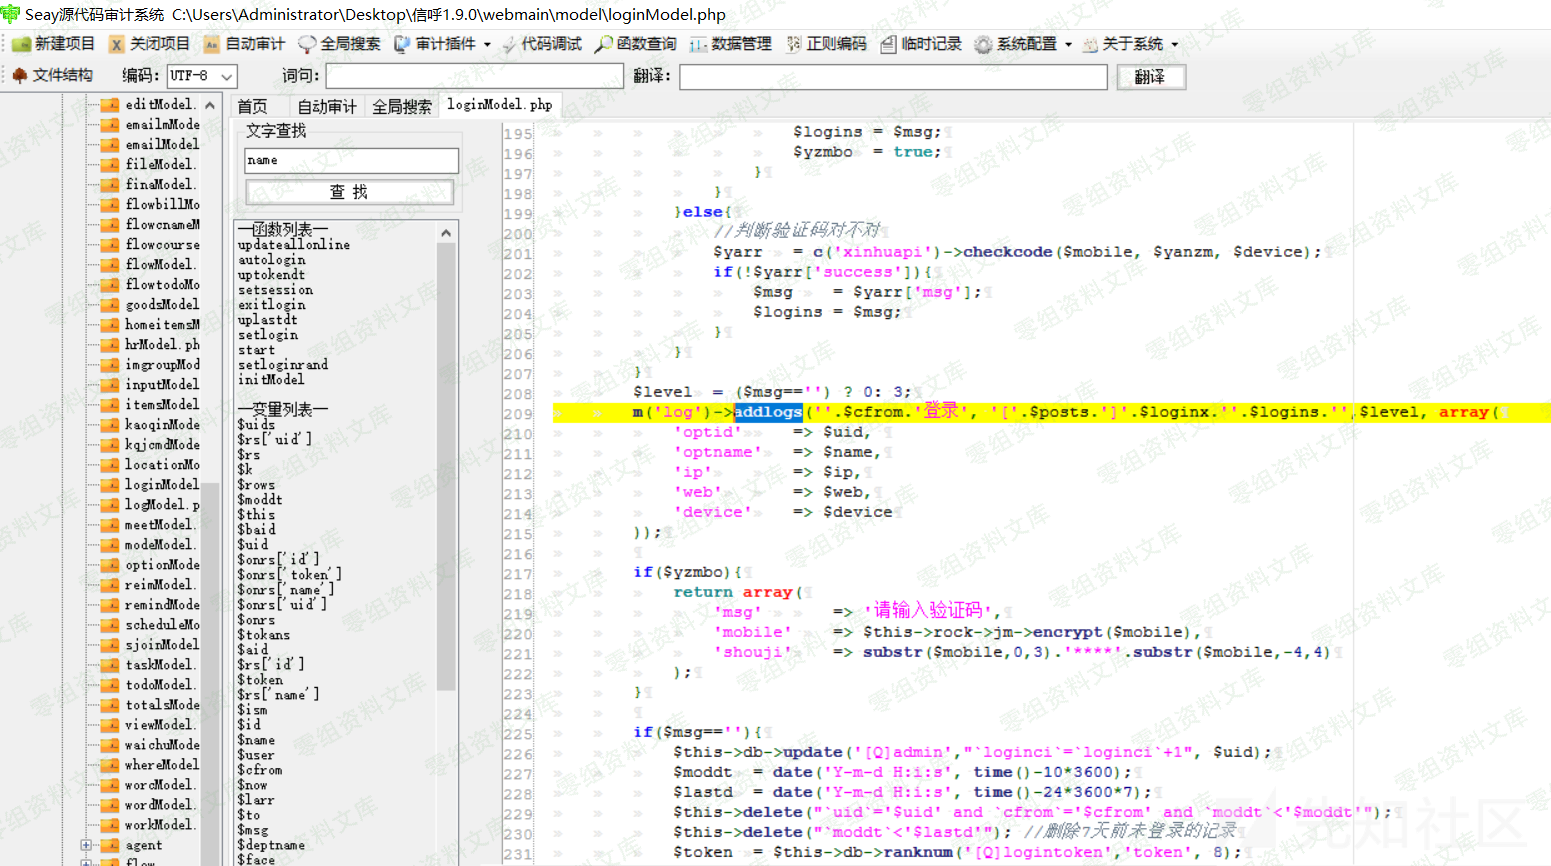 Seay源代码审计系统 C:\Users\Administrator\Desktop\信呼1.9.0\webmain\model\loginModel.php
新建项目 关闭项目 自动审计 全局搜索 审计插件 代码调试 函数查询 数据管理 正则编码 临时记录 系统配置 关于系统
文件结构 编码: UTF-8 词句: 翻译: 翻译
首页 自动审计 全局搜索 loginModel.php
editModel.
emailmMode
emailModel
fileModel.
finaModel.
flowbillMo
flowcnameM
flowcourse
flowModel.
flowtodoMo
goodsModel
homeitemsM
hrModel.ph
imgroupMod
inputModel
itemsModel
kaoqinMode
kqjcmdMode
locationMo
loginModel
logModel.p
meetModel.
modeModel.
optionMode
reimModel.
remindMode
scheduleMo
sjoinModel
taskModel.
todoModel.
totalsMode
viewModel.
waichuMode
whereModel
worcModel.
wordModel.
workModel.
agent
flow
文字查找
name
查 找
—函数列表—
updateallonline
autologin
uptokendt
setsession
exitlogin
uplastdt
setlogin
start
setloginrand
initModel
—变量列表—
$uids
$rs['uid']
$rs
$k
$rows
$moddt
$this
$baid
$uid
$onrs['id']
$onrs['token']
$onrs['name']
$onrs['uid']
$onrs
$tokans
$aid
$rs['id']
$token
$rs['name']
$ism
$id
$name
$user
$cfrom
$now
$larr
$to
$msg
$deptname
$face
195 $logins = $msg;
196 $yzmbo = true;
197 }
198 }
199 }else{
200 //判断验证码对不对
201 $yarr = c('xinhuapi')->checkcode($mobile, $yanzm, $device);
202 if(!$yarr['success']){
203 $msg = $yarr['msg'];
204 $logins = $msg;
205 }
206 }
207 }
208 $level = ($msg=='') ? 0: 3;
209 m('log')->addlogs(''.$cfrom.'登录', '['.$posts.']'.$loginx.''.$logins.'',$level, array(
210 'optid' => $uid,
211 'optname' => $name,
212 'ip' => $ip,
213 'web' => $web,
214 'device' => $device
215 ));
216
217 if($yzmbo){
218 return array(
219 'msg' => '请输入验证码',
220 'mobile' => $this->rock->jm->encrypt($mobile),
221 'shouji' => substr($mobile,0,3).'****'.substr($mobile,-4,4)
222 );
223 }
224
225 if($msg==''){
226 $this->db->update('[Q]admin',"`loginci`=`loginci`+1", $uid);
227 $moddt = date('Y-m-d H:i:s', time()-10*3600);
228 $lastd = date('Y-m-d H:i:s', time()-24*3600*7);
229 $this->delete("`uid`='$uid' and `cfrom`='$cfrom' and `moddt`<'$moddt'");
230 $this->delete("`moddt`<'$lastd'"); //删除7天前未登录的记录
231 $token = $this->db->ranknum('[Q]logintoken','token', 8);
零组资料文库
先知社区